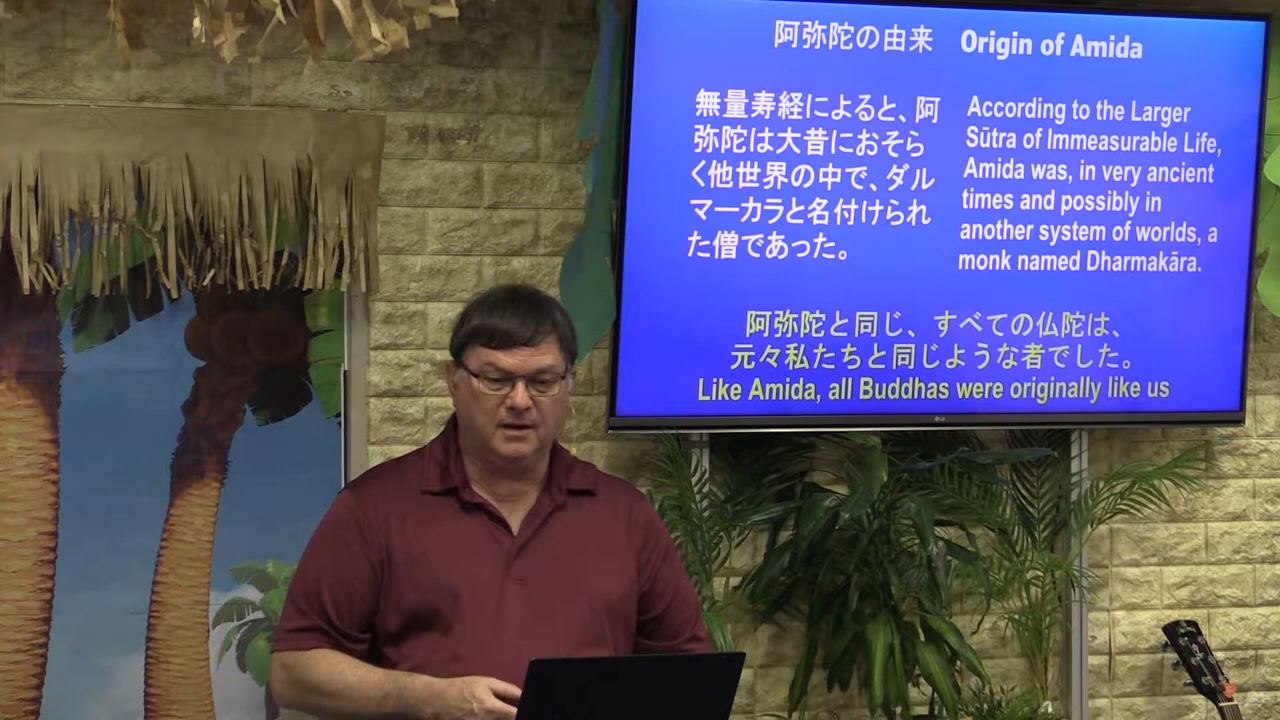 阿弥陀の由来 Origin of Amida
無量寿経によると、阿
弥陀は大昔におそら
く他世界の中で、ダル
マーカラと名付けられ
た僧であった。
According to the Larger
Sūtra of Immeasurable Life,
Amida was, in very ancient
times and possibly in
another system of worlds, a
monk named Dharmakāra.
阿弥陀と同じ、すべての仏陀は、
元々私たちと同じような者でした。
Like Amida, all Buddhas were originally like us
LG